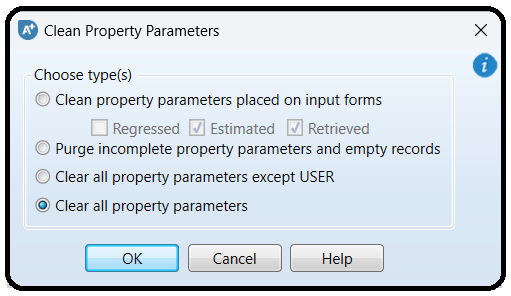 A+ Clean Property Parameters
Choose type(s)
Clean property parameters placed on input forms
Regressed Estimated Retrieved
Purge incomplete property parameters and empty records
Clear all property parameters except USER
Clear all property parameters
OK Cancel Help